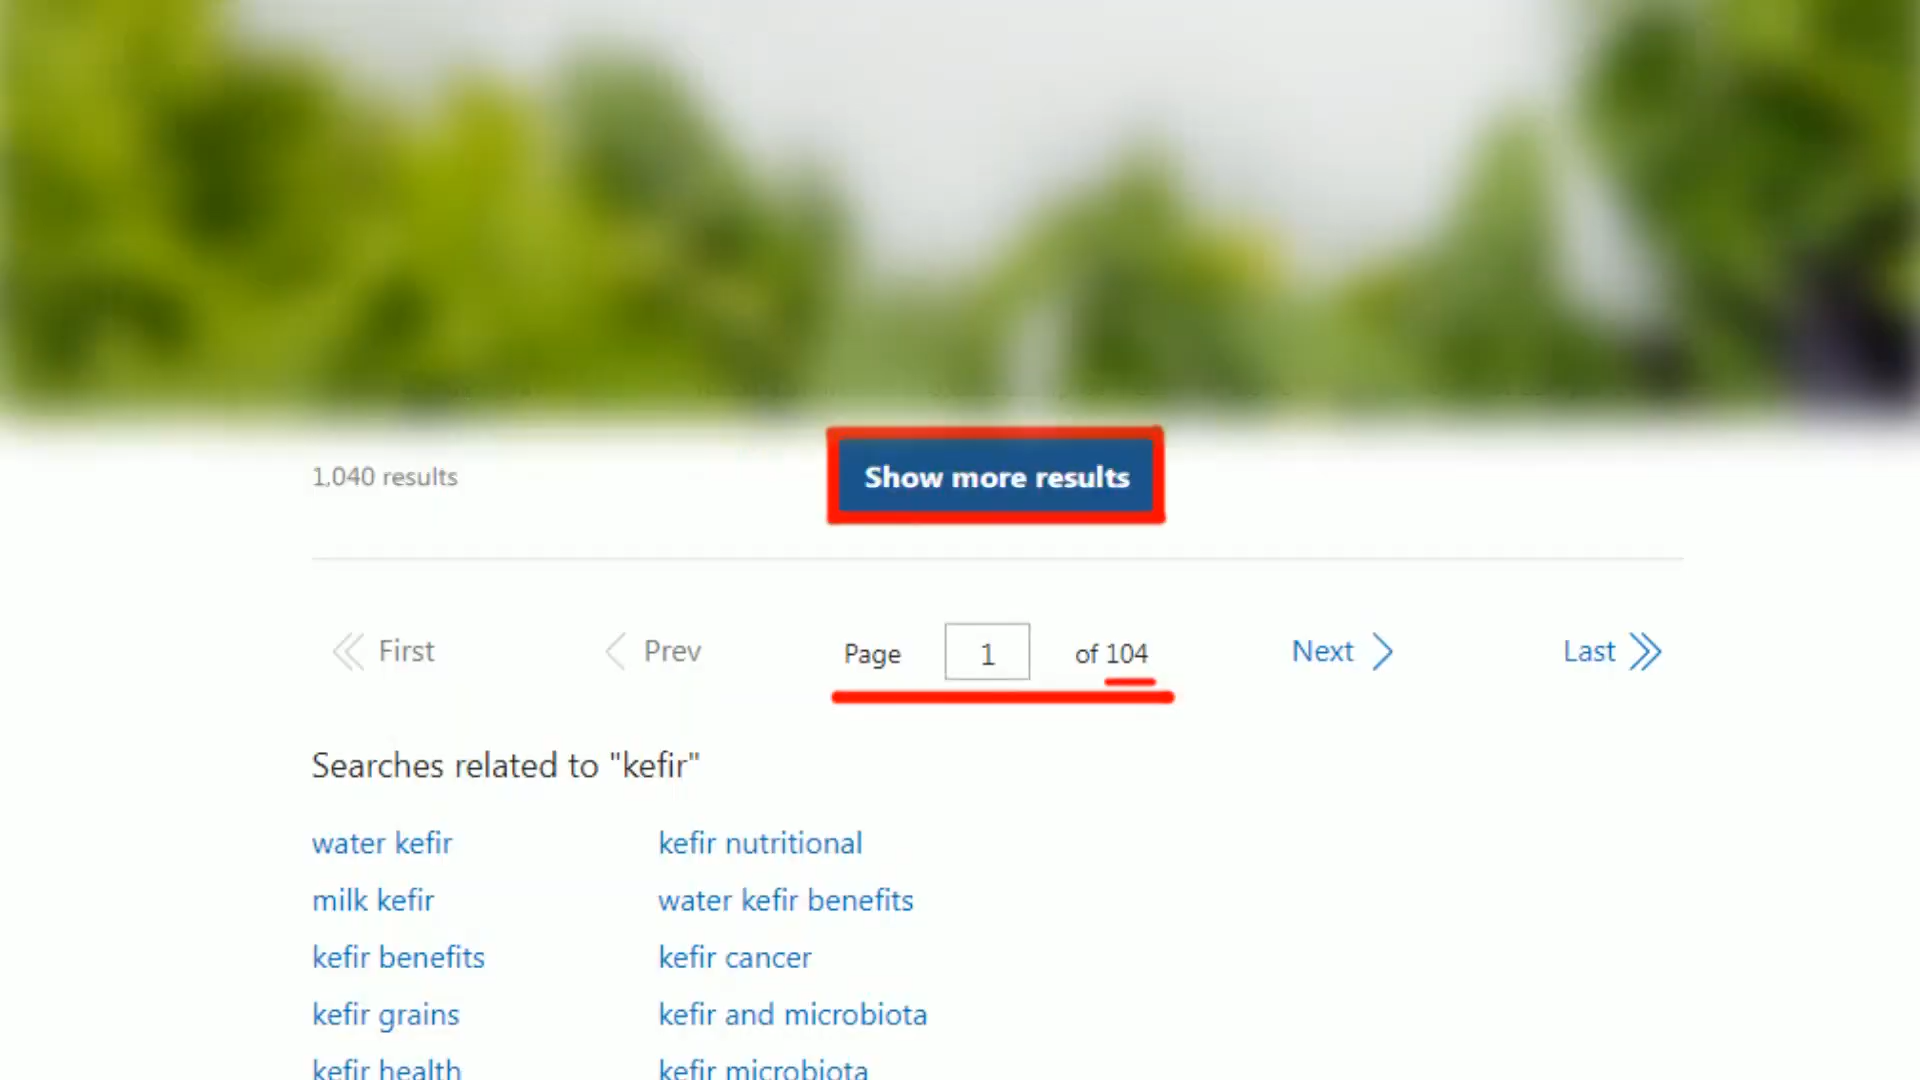 1,040 results
Show more results
First Prev Page 1 of 104 Next Last
Searches related to "kefir"
water kefir kefir nutritional
milk kefir water kefir benefits
kefir benefits kefir cancer
kefir grains kefir and microbiota
kefir health kefir microbiota